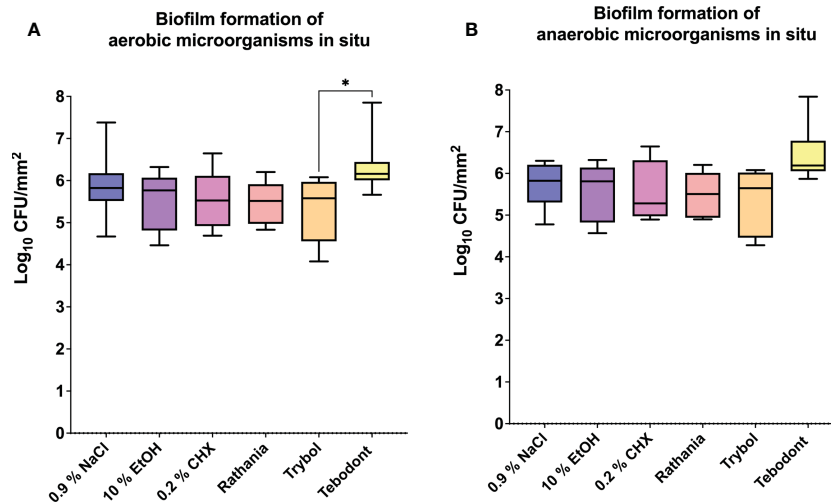 A
Biofilm formation of
aerobic microorganisms in situ
*
Log10 CFU/mm2
8
7
6
5
4
3
2
1
0
0.9 % NaCl
10 % EtOH
0.2 % CHX
Rathania
Trybol
Tebodont
B
Biofilm formation of
anaerobic microorganisms in situ
Log10 CFU/mm2
8
7
6
5
4
3
2
1
0
0.9 % NaCl
10 % EtOH
0.2 % CHX
Rathania
Trybol
Tebodont